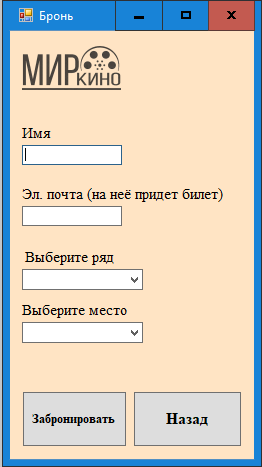 Бронь
МИР
КИНО
Имя
Эл. почта (на неё придет билет)
Выберите ряд
Выберите место
Забронировать
Назад